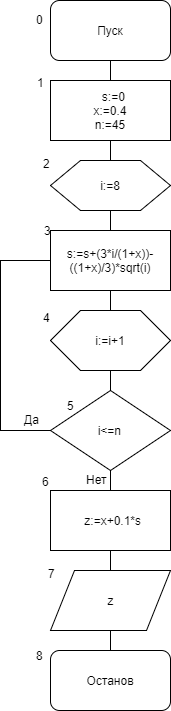 0
Пуск
1
s:=0
x:=0.4
n:=45
2
i:=8
3
s:=s+(3*i/(1+x))-
((1+x)/3)*sqrt(i)
4
i:=i+1
5
i<=n
Да
Нет
6
z:=x+0.1*s
7
z
8
Останов